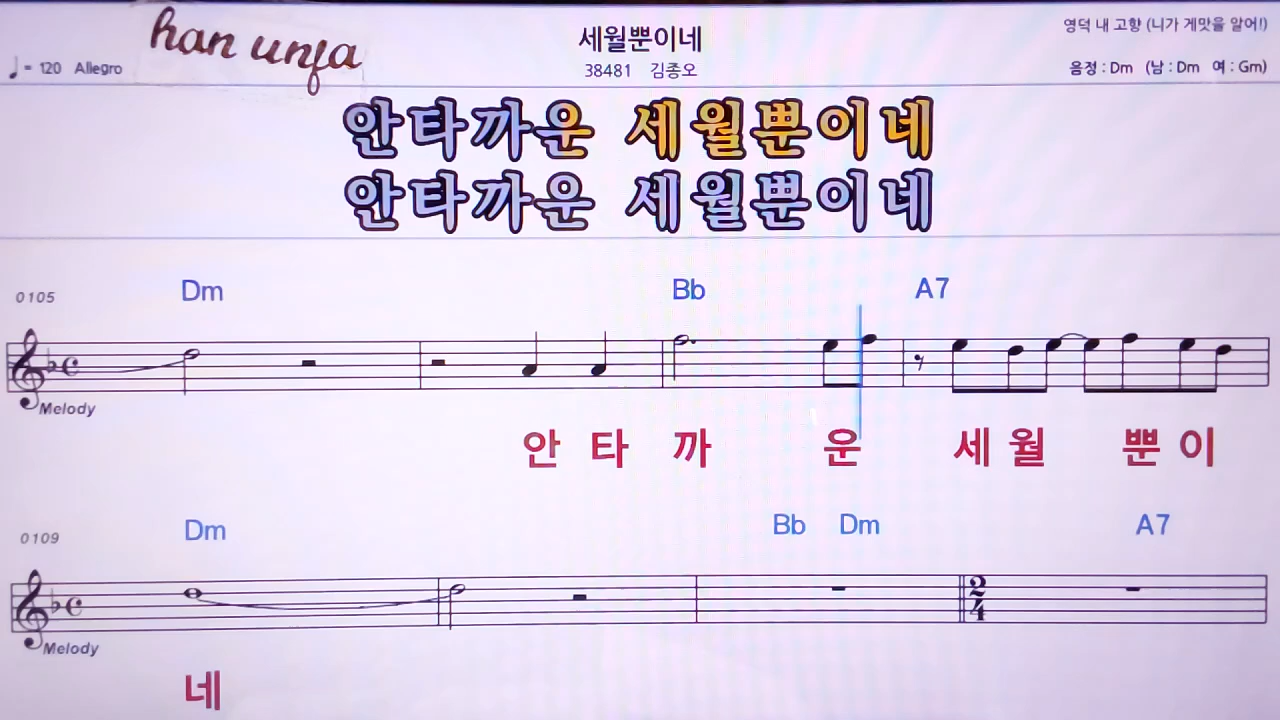 han unja
세월뿐이네
영덕 내 고향 (니가 게맛을 알어!)
♩= 120 Allegro
38481 김종오
음정 : Dm (남 : Dm 여 : Gm)
안타까운 세월뿐이네
안타까운 세월뿐이네
0105 Dm Bb A7
Melody
안 타 까 운 세 월 뿐 이
0109 Dm Bb Dm A7
2
4
Melody
네